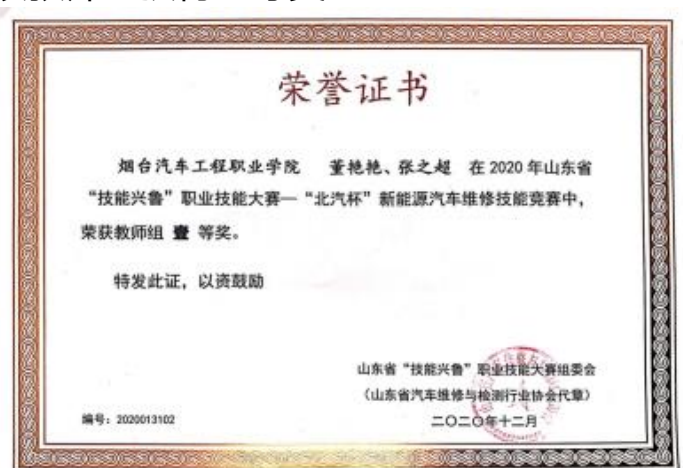 荣誉证书
烟台汽车工程职业学院 董艳艳、张之超 在 2020 年山东省
“技能兴鲁”职业技能大赛—“北汽杯”新能源汽车维修技能竞赛中，
荣获教师组 壹 等奖。
特发此证，以资鼓励
山东省“技能兴鲁”职业技能大赛组委会
（山东省汽车维修与检测行业协会代章）
编号：2020013102
二〇二〇年十二月